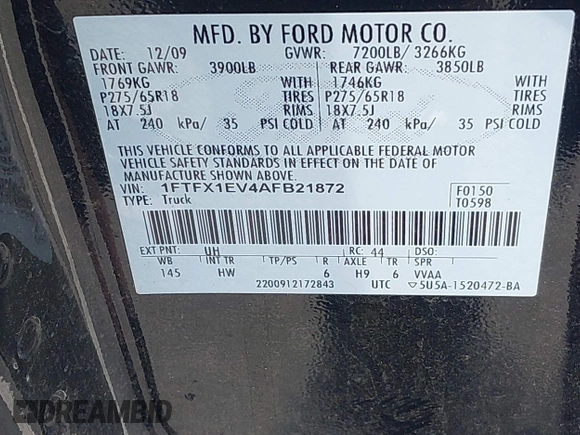 MFD. BY FORD MOTOR CO.
DATE: 12/09 GVWR: 7200LB/ 3266KG
FRONT GAWR: 3900LB REAR GAWR: 3850LB
1769KG WITH 1746KG WITH
P275/65R18 TIRES P275/65R18 TIRES
18X7.5J RIMS 18X7.5J RIMS
AT 240 kPa/ 35 PSI COLD AT 240 kPa/ 35 PSI COLD
THIS VEHICLE CONFORMS TO ALL APPLICABLE FEDERAL MOTOR
VEHICLE SAFETY STANDARDS IN EFFECT ON THE DATE OF
MANUFACTURE SHOWN ABOVE.
VIN: 1FTFX1EV4AFB21872 F0150
TYPE: Truck T0598
EXT PNT: UH RC: 44 DSO:
WB INT TR TP/PS R AXLE TR SPR
145 HW 6 H9 6 VVAA
2200912172843 UTC ▽5U5A-1520472-BA
DREAMBID